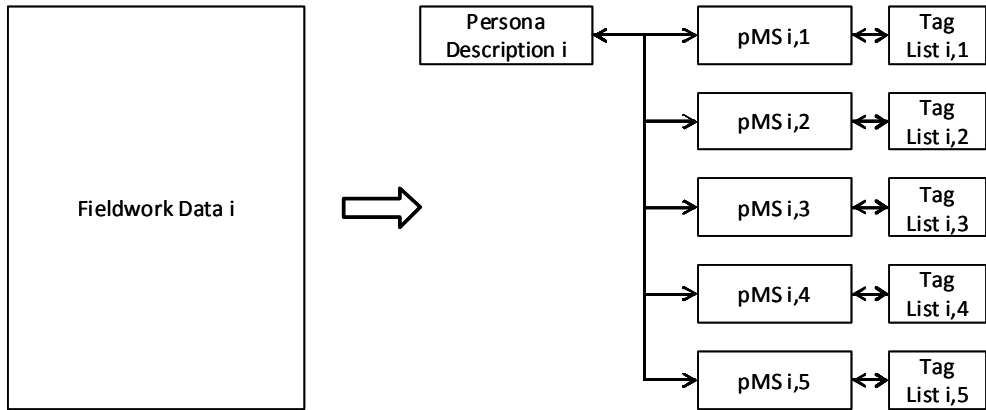 Fieldwork Data i
Persona
Description i
pMS i,1
Tag
List i,1
pMS i,2
Tag
List i,2
pMS i,3
Tag
List i,3
pMS i,4
Tag
List i,4
pMS i,5
Tag
List i,5